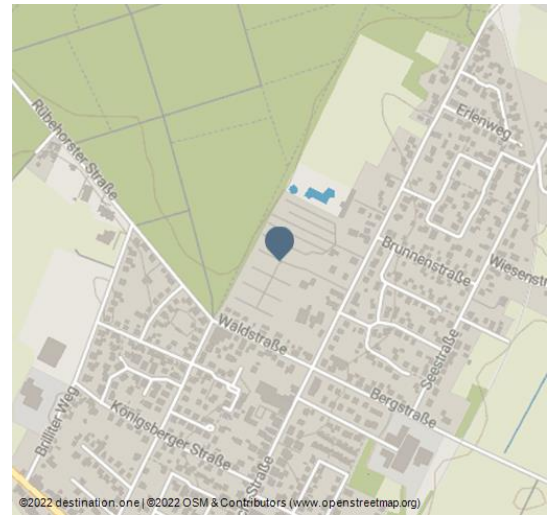 Rübehorster Straße
Erlenweg
Brunnenstraße
Wiesenstr
Waldstraße
Seestraße
Bergstraße
Brilliter Weg
Königsberger Straße
Straße
©2022 destination.one | ©2022 OSM & Contributors (www.openstreetmap.org)